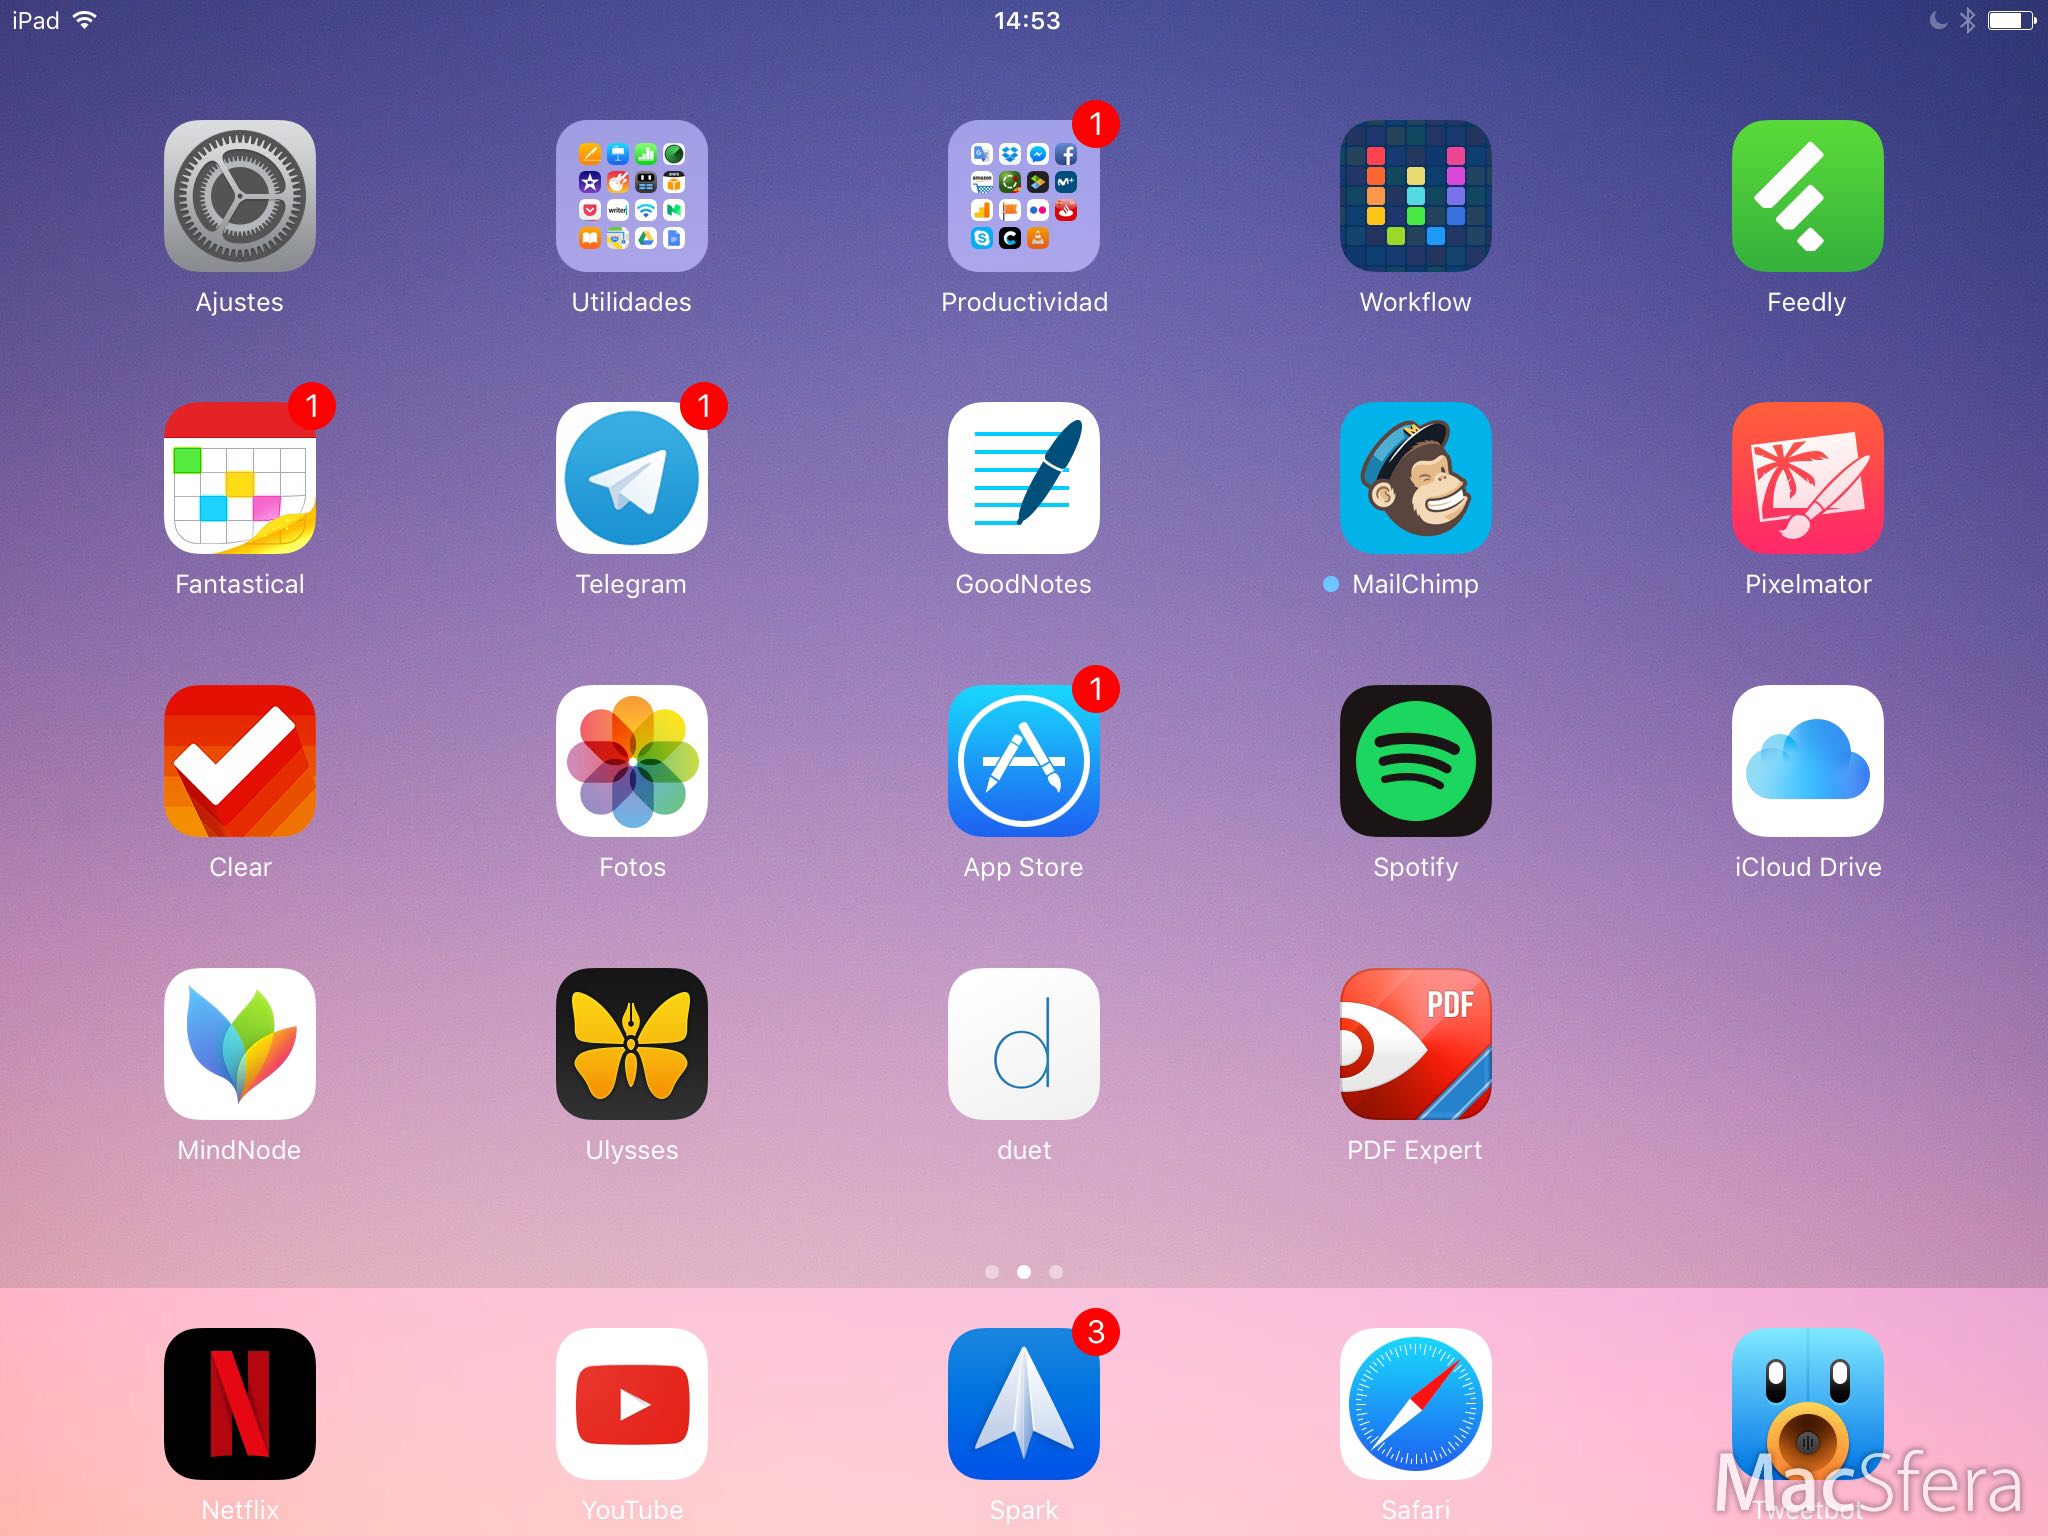 iPad
14:53
1
Ajustes
Utilidades
Productividad
Workflow
Feedly
1
1
Fantastical
Telegram
GoodNotes
MailChimp
Pixelmator
1
Clear
Fotos
App Store
Spotify
iCloud Drive
PDF
MindNode
Ulysses
duet
PDF Expert
3
Netflix
YouTube
Spark
Safari
Tweetbot
MacSfera